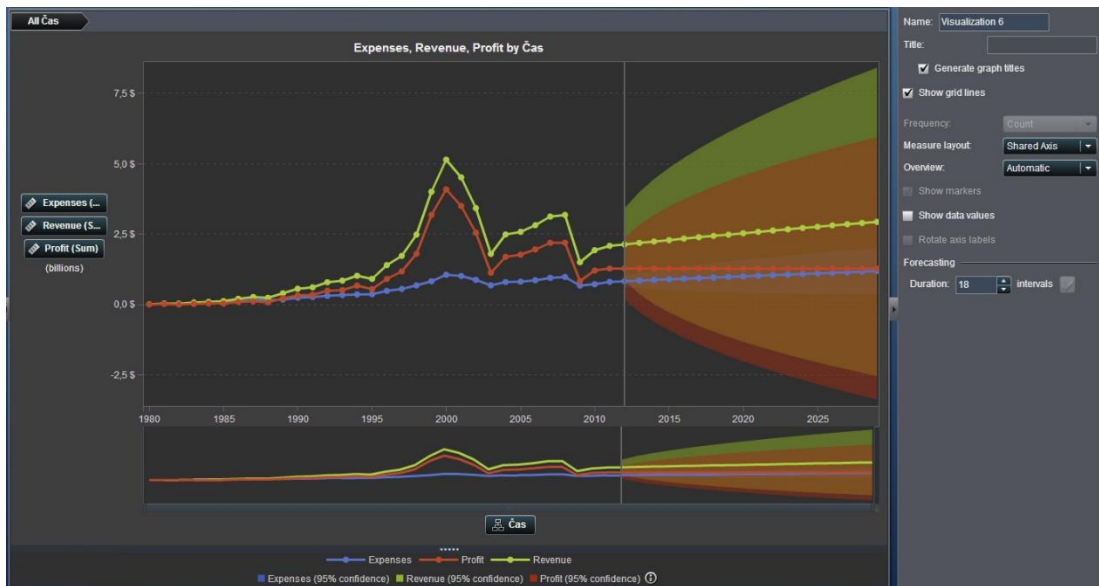 All Čas
Expenses, Revenue, Profit by Čas
7,5 $
5,0 $
2,5 $
0,0 $
-2,5 $
Expenses (...
Revenue (S...
Profit (Sum)
(billions)
1980 1985 1990 1995 2000 2005 2010 2015 2020 2025
Čas
Expenses Profit Revenue
Expenses (95% confidence) Revenue (95% confidence) Profit (95% confidence)
Name: Visualization 6
Title:
Generate graph titles
Show grid lines
Frequency: Count
Measure layout: Shared Axis
Overview: Automatic
Show markers
Show data values
Rotate axis labels
Forecasting
Duration: 18 intervals